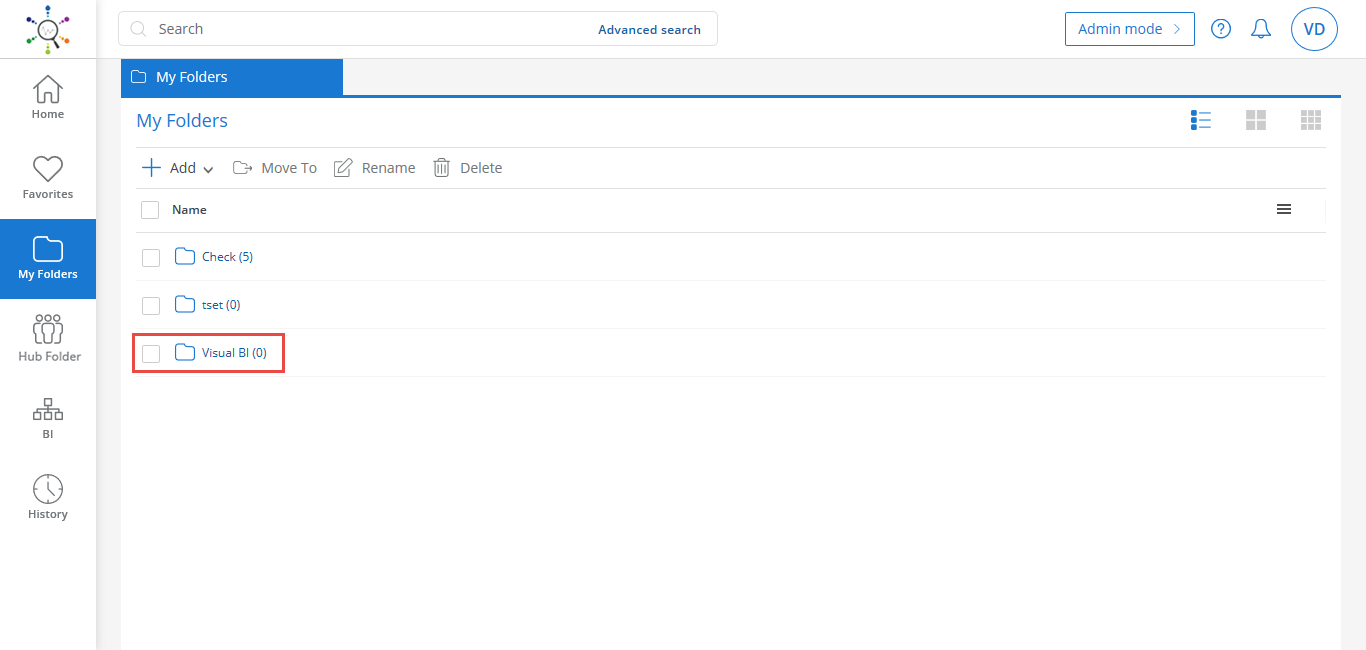 Search
Advanced search
Admin mode
VD
Home
Favorites
My Folders
Hub Folder
BI
History
My Folders
My Folders
Add
Move To
Rename
Delete
Name
Check (5)
tset (0)
Visual BI (0)